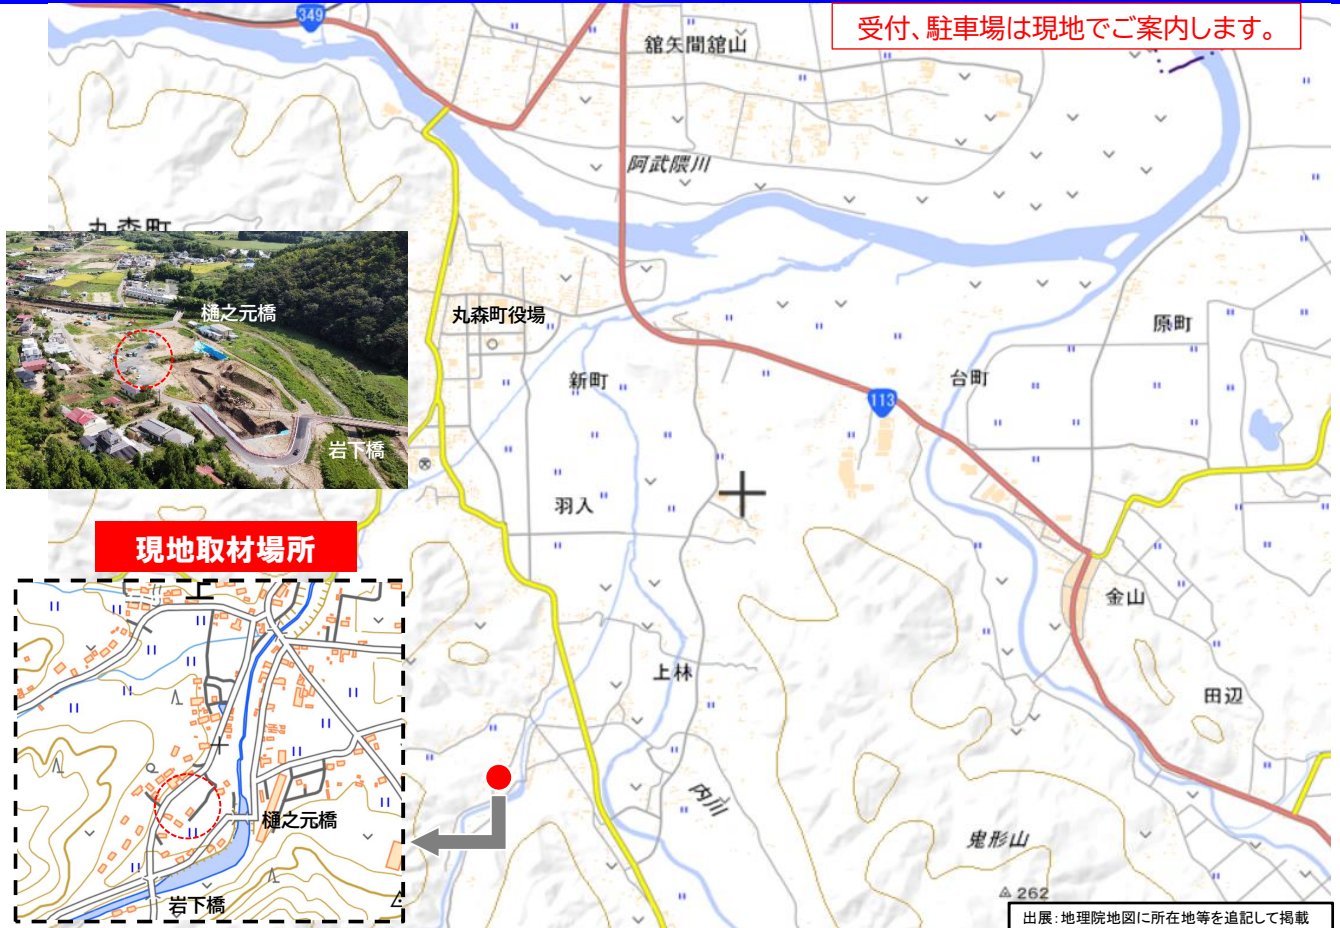 349
舘矢間舘山
受付、駐車場は現地でご案内します。
阿武隈川
丸森町
樋之元橋
岩下橋
丸森町役場
原町
新町
台町
113
羽入
現地取材場所
金山
上
上林
田辺
内川
樋之元橋
岩下橋
鬼形山
262
出展：地理院地図に所在地等を追記して掲載